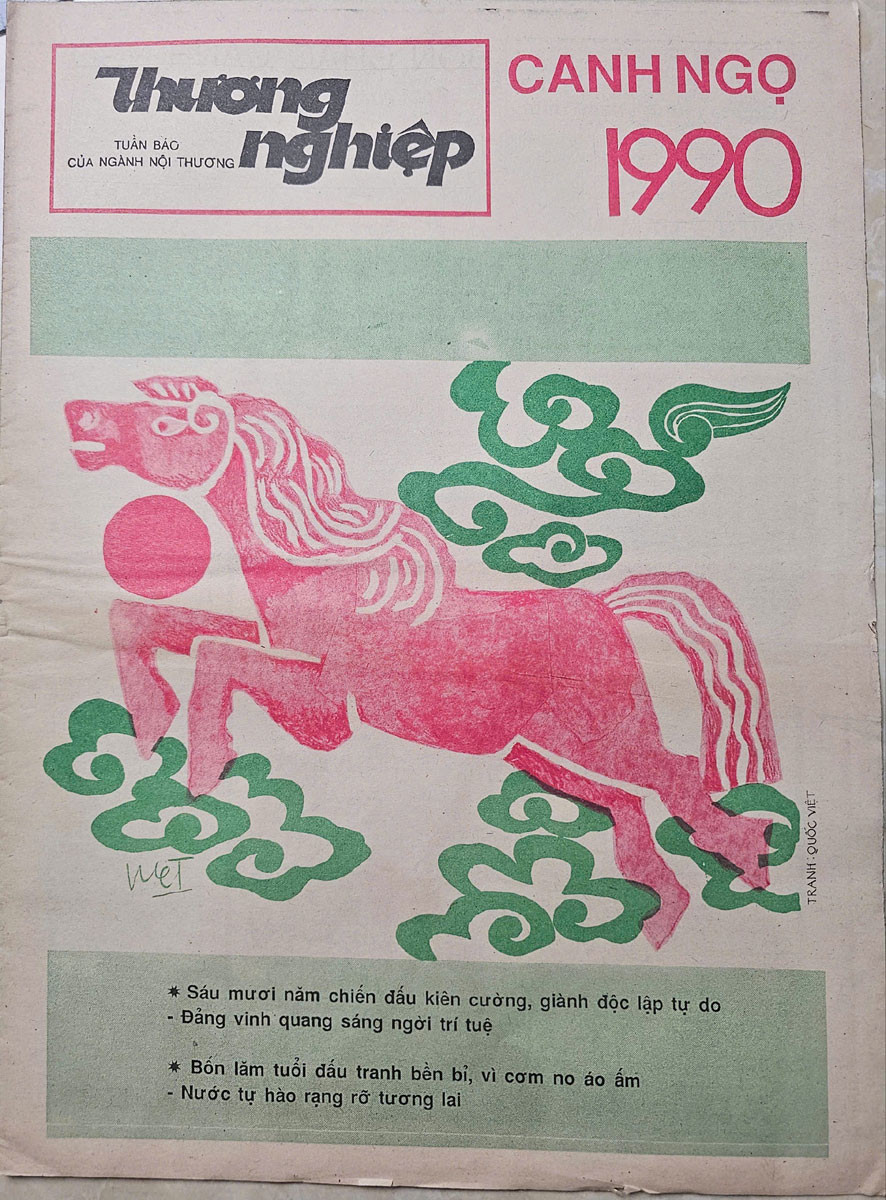 Thương
nghiệp
TUẦN BÁO
CỦA NGÀNH NỘI THƯƠNG
CANH NGỌ
1990
VIỆT
TRANH: QUỐC VIỆT
✶ Sáu mươi năm chiến đấu kiên cường, giành độc lập tự do
- Đảng vinh quang sáng ngời trí tuệ
✶ Bốn lăm tuổi đấu tranh bền bỉ, vì cơm no áo ấm
- Nước tự hào rạng rỡ tương lai